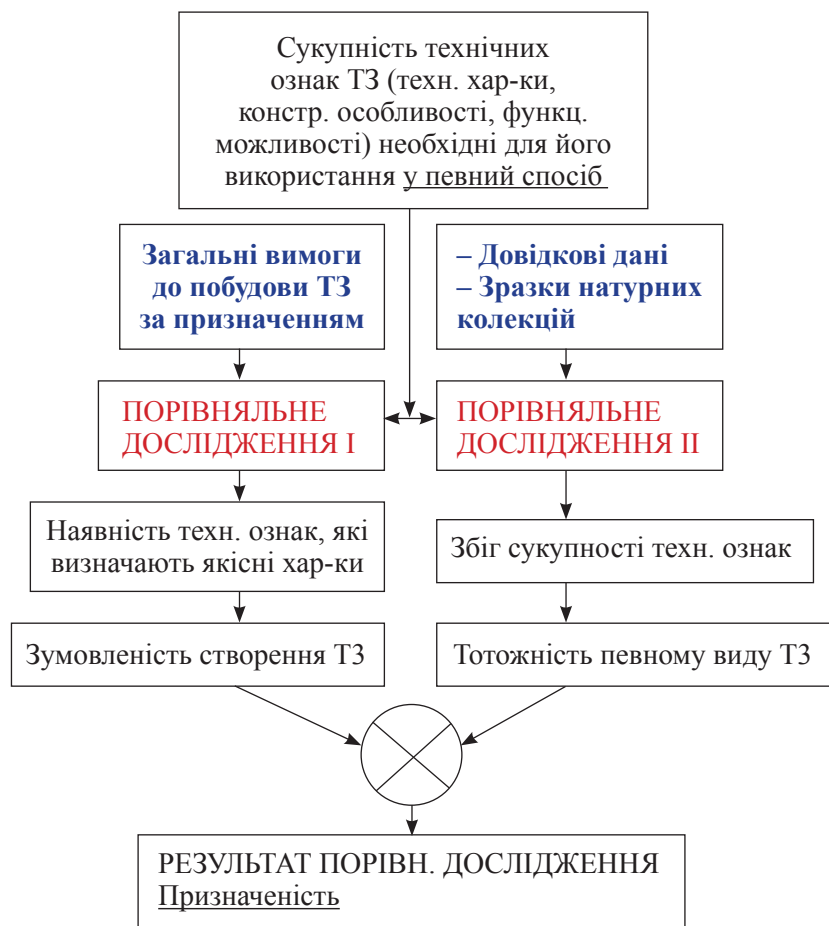 Сукупність технічних
ознак ТЗ (техн. хар-ки,
констр. особливості, функц.
можливості) необхідні для його
використання у певний спосіб
Загальні вимоги
до побудови ТЗ
за призначенням
– Довідкові дані
– Зразки натурних
колекцій
ПОРІВНЯЛЬНЕ
ДОСЛІДЖЕННЯ І
ПОРІВНЯЛЬНЕ
ДОСЛІДЖЕННЯ ІІ
Наявність техн. ознак, які
визначають якісні хар-ки
Збіг сукупності техн. ознак
Зумовленість створення ТЗ
Тотожність певному виду ТЗ
РЕЗУЛЬТАТ ПОРІВН. ДОСЛІДЖЕННЯ
Призначеність